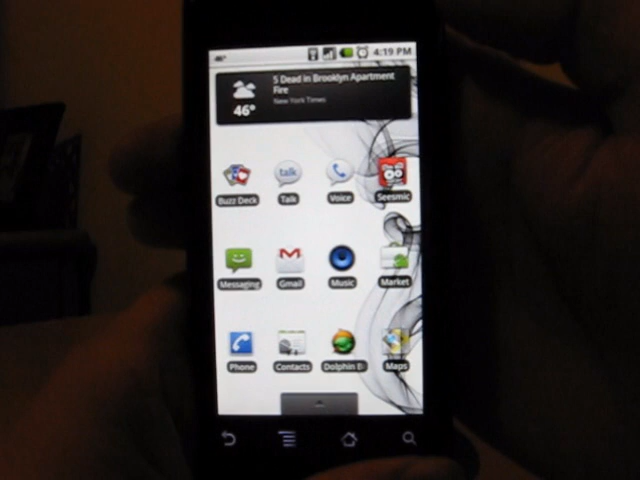 4:19 PM
5 Dead in Brooklyn Apartment
Fire
New York Times
46°
talk
Buzz Deck Talk Voice Seesmic
Messaging Gmail Music Market
Phone Contacts Dolphin Maps